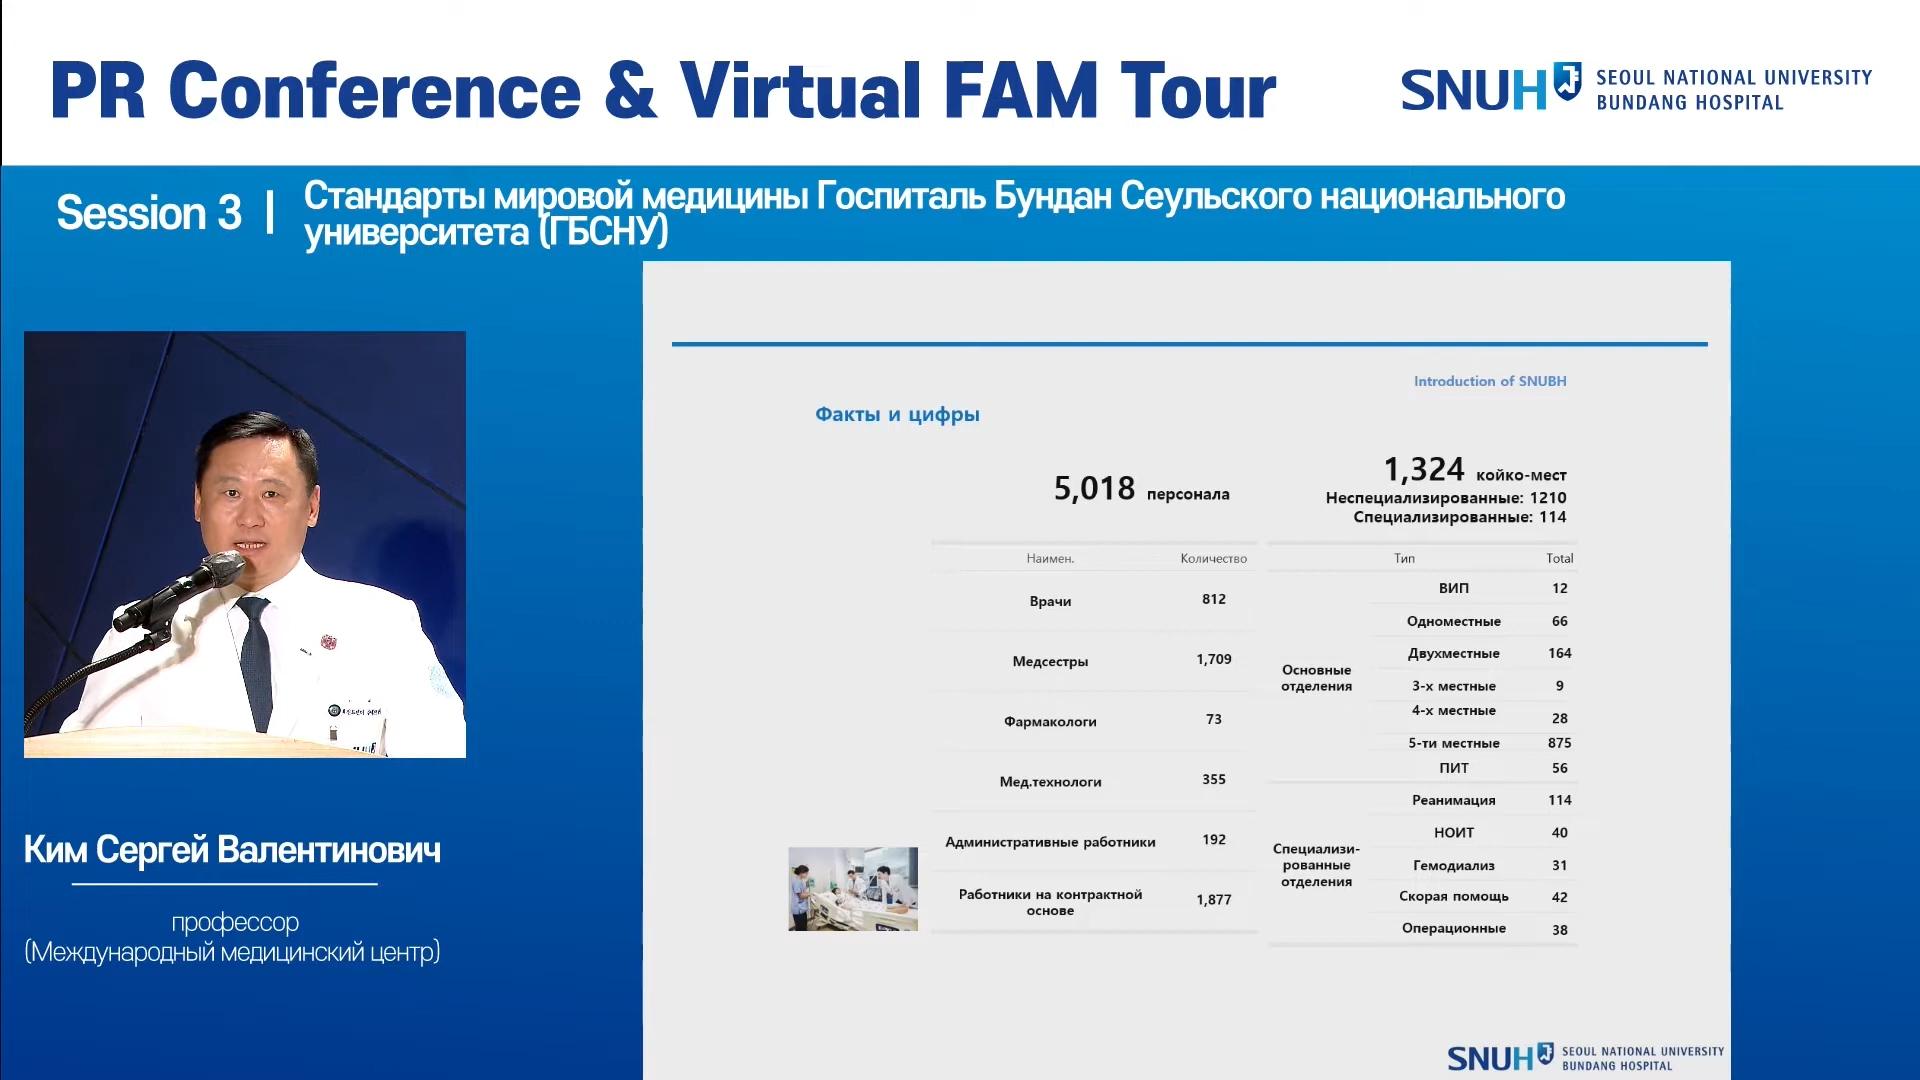 PR Conference & Virtual FAM Tour
SNUH SEOUL NATIONAL UNIVERSITY
BUNDANG HOSPITAL
Session 3 | Стандарты мировой медицины Госпиталь Бундан Сеульского национального
университета (ГБСНУ)
Ким Сергей Валентинович
профессор
(Международный медицинский центр)
Introduction of SNUBH
Факты и цифры
5,018 персонала
Наимен. Количество
Врачи 812
Медсестры 1,709
Фармакологи 73
Мед.технологи 355
Административные работники 192
Работники на контрактной
основе 1,877
1,324 койко-мест
Неспециализированные: 1210
Специализированные: 114
Тип Total
Основные
отделения
ВИП 12
Одноместные 66
Двухместные 164
3-х местные 9
4-х местные 28
5-ти местные 875
ПИТ 56
Специализи-
рованные
отделения
Реанимация 114
НОИТ 40
Гемодиализ 31
Скорая помощь 42
Операционные 38
SNUH SEOUL NATIONAL UNIVERSITY
BUNDANG HOSPITAL